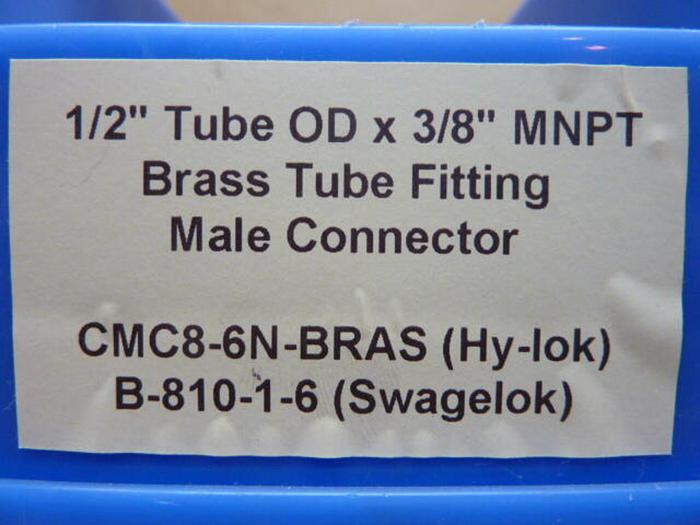 1/2" Tube OD x 3/8" MNPT
Brass Tube Fitting
Male Connector
CMC8-6N-BRAS (Hy-lok)
B-810-1-6 (Swagelok)